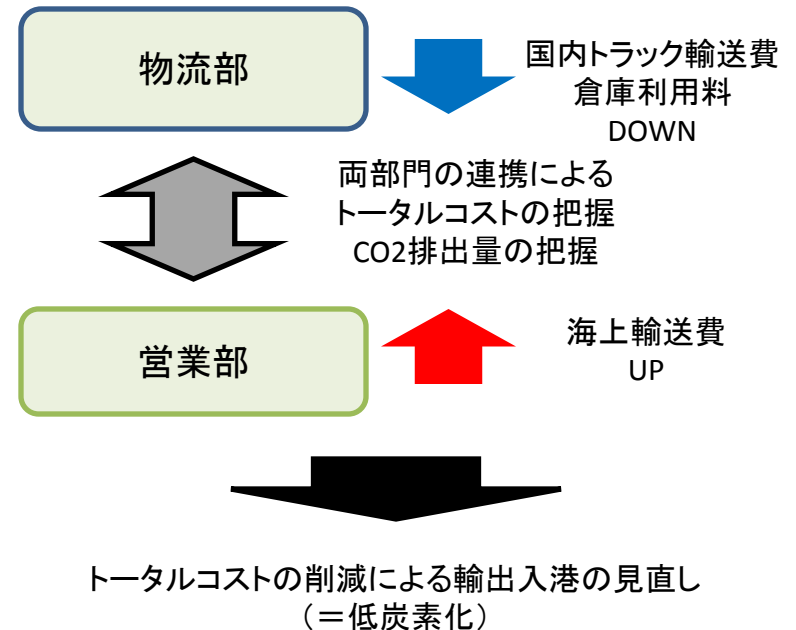 物流部
国内トラック輸送費
倉庫利用料
DOWN
両部門の連携による
トータルコストの把握
CO2排出量の把握
営業部
海上輸送費
UP
トータルコストの削減による輸出入港の見直し
（＝低炭素化）